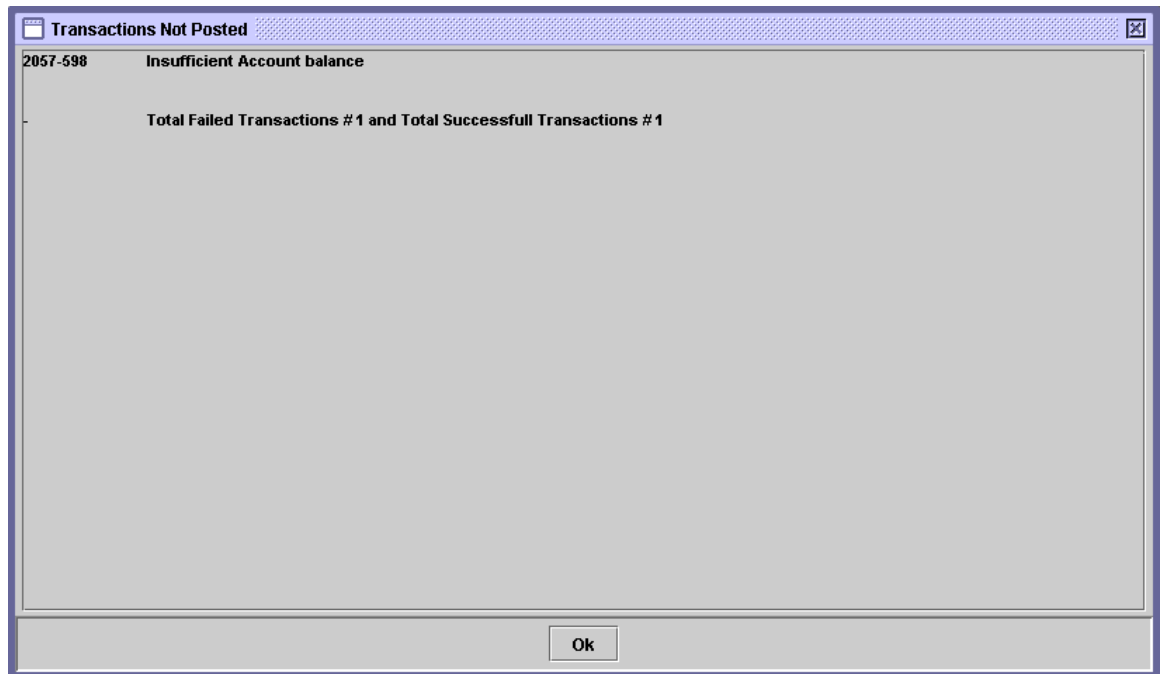 Transactions Not Posted
2057-598 Insufficient Account balance
- Total Failed Transactions #1 and Total Successfull Transactions #1
Ok